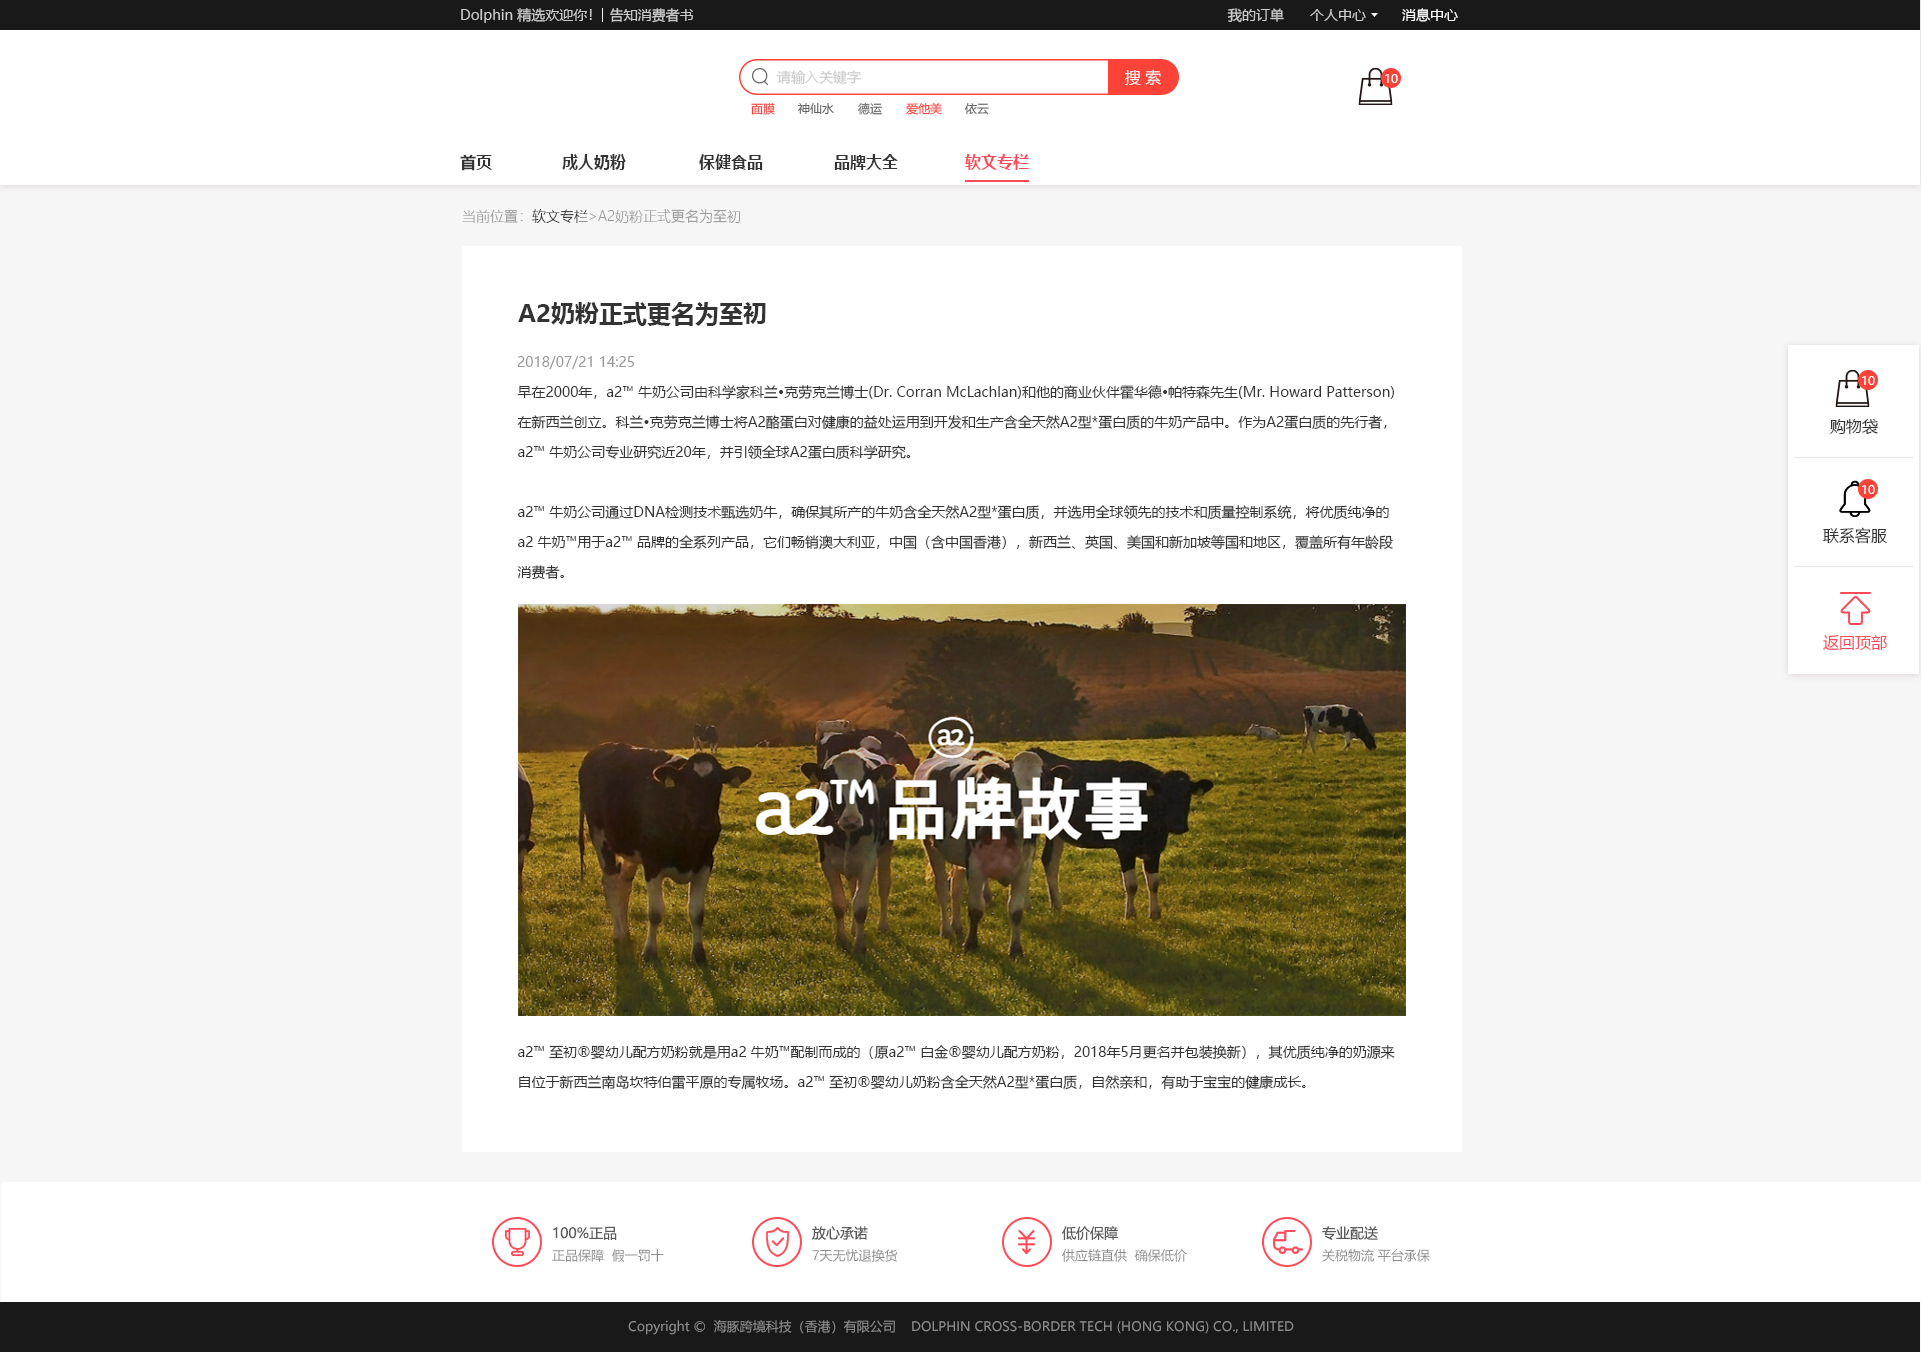 Dolphin 精选欢迎你！| 告知消费者书
我的订单 个人中心 消息中心
请输入关键字 搜 索
10
面膜 神仙水 德运 爱他美 依云
首页 成人奶粉 保健食品 品牌大全 软文专栏
当前位置：软文专栏>A2奶粉正式更名为至初
A2奶粉正式更名为至初
2018/07/21 14:25
早在2000年，a2™ 牛奶公司由科学家科兰•克劳克兰博士(Dr. Corran McLachlan)和他的商业伙伴霍华德•帕特森先生(Mr. Howard Patterson)
在新西兰创立。科兰•克劳克兰博士将A2酪蛋白对健康的益处运用到开发和生产含全天然A2型*蛋白质的牛奶产品中。作为A2蛋白质的先行者，
a2™ 牛奶公司专业研究近20年，并引领全球A2蛋白质科学研究。
a2™ 牛奶公司通过DNA检测技术甄选奶牛，确保其所产的牛奶含全天然A2型*蛋白质，并选用全球领先的技术和质量控制系统，将优质纯净的
a2 牛奶™用于a2™ 品牌的全系列产品，它们畅销澳大利亚，中国（含中国香港），新西兰、英国、美国和新加坡等国和地区，覆盖所有年龄段
消费者。
a2
a2™ 品牌故事
a2™ 至初®婴幼儿配方奶粉就是用a2 牛奶™配制而成的（原a2™ 白金®婴幼儿配方奶粉，2018年5月更名并包装换新），其优质纯净的奶源来
自位于新西兰南岛坎特伯雷平原的专属牧场。a2™ 至初®婴幼儿奶粉含全天然A2型*蛋白质，自然亲和，有助于宝宝的健康成长。
10
购物袋
10
联系客服
返回顶部
100%正品 放心承诺 低价保障 专业配送
正品保障 假一罚十 7天无忧退换货 供应链直供 确保低价 关税物流 平台承保
Copyright © 海豚跨境科技（香港）有限公司 DOLPHIN CROSS-BORDER TECH (HONG KONG) CO., LIMITED